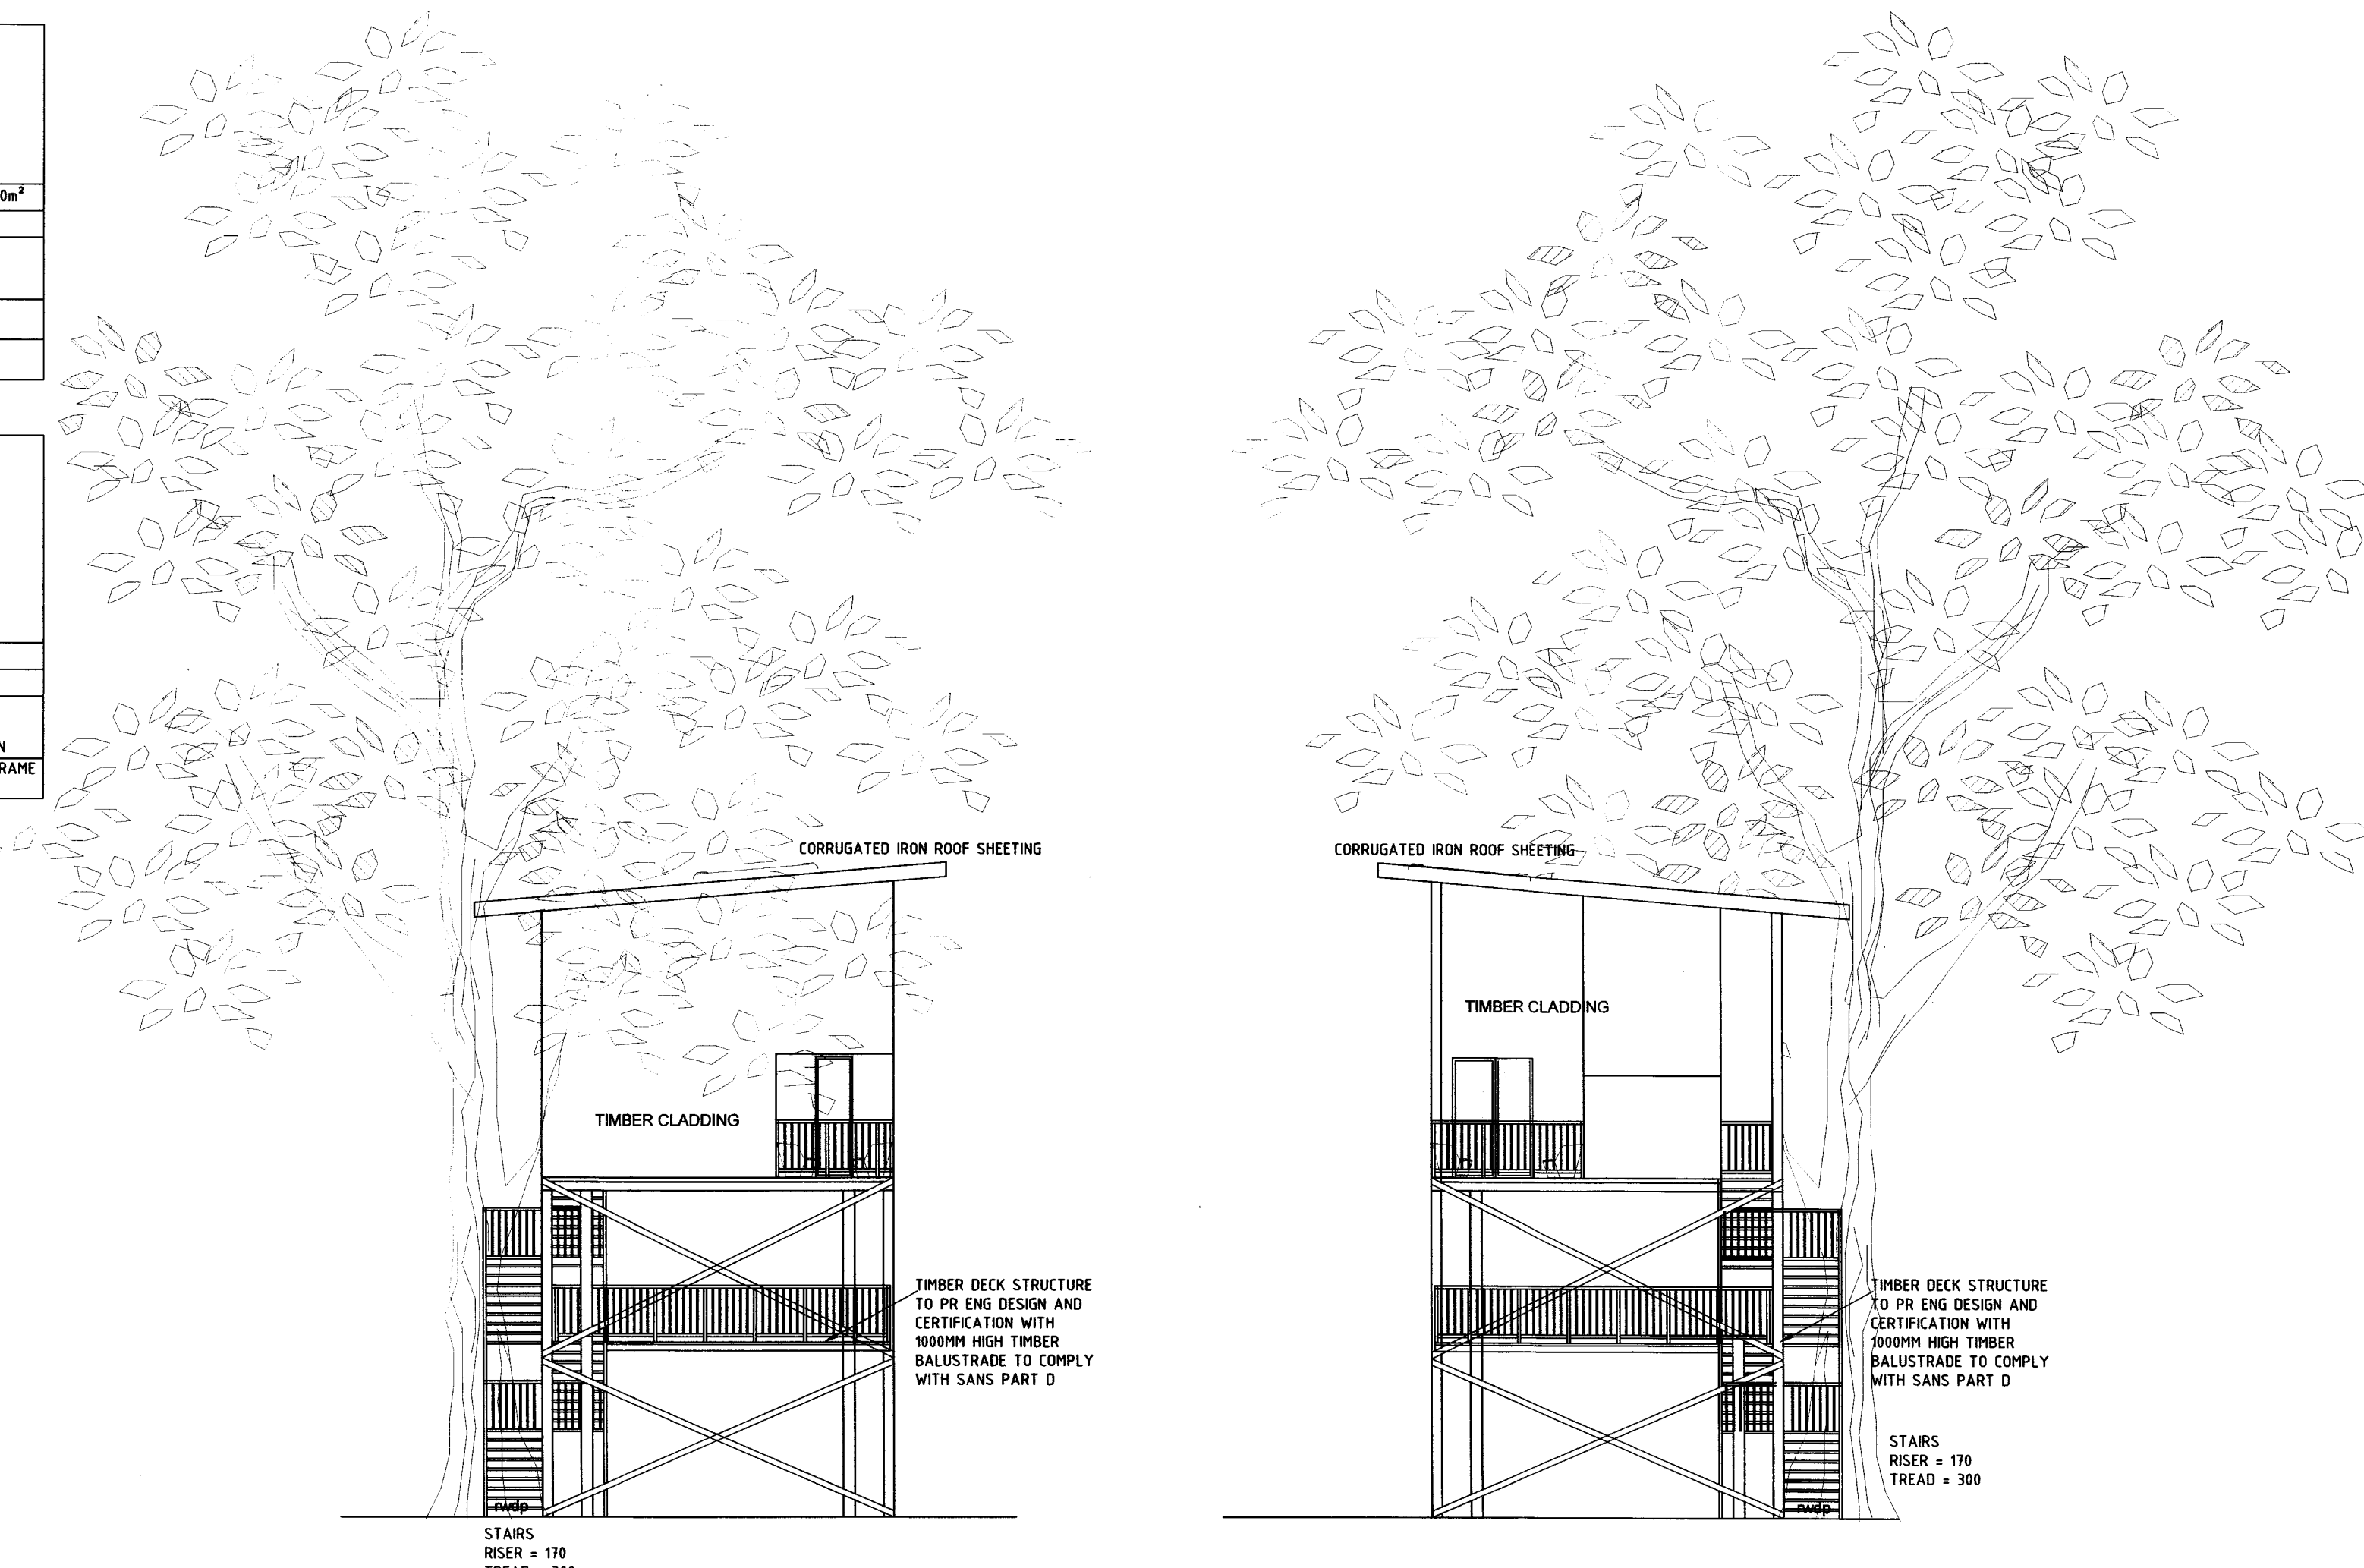 0m²
N
RAME
CORRUGATED IRON ROOF SHEETING
TIMBER CLADDING
TIMBER DECK STRUCTURE
TO PR ENG DESIGN AND
CERTIFICATION WITH
1000MM HIGH TIMBER
BALUSTRADE TO COMPLY
WITH SANS PART D
rwdp
STAIRS
RISER = 170
TREAD = 300
CORRUGATED IRON ROOF SHEETING
TIMBER CLADDING
TIMBER DECK STRUCTURE
TO PR ENG DESIGN AND
CERTIFICATION WITH
1000MM HIGH TIMBER
BALUSTRADE TO COMPLY
WITH SANS PART D
STAIRS
RISER = 170
TREAD = 300
rwdp